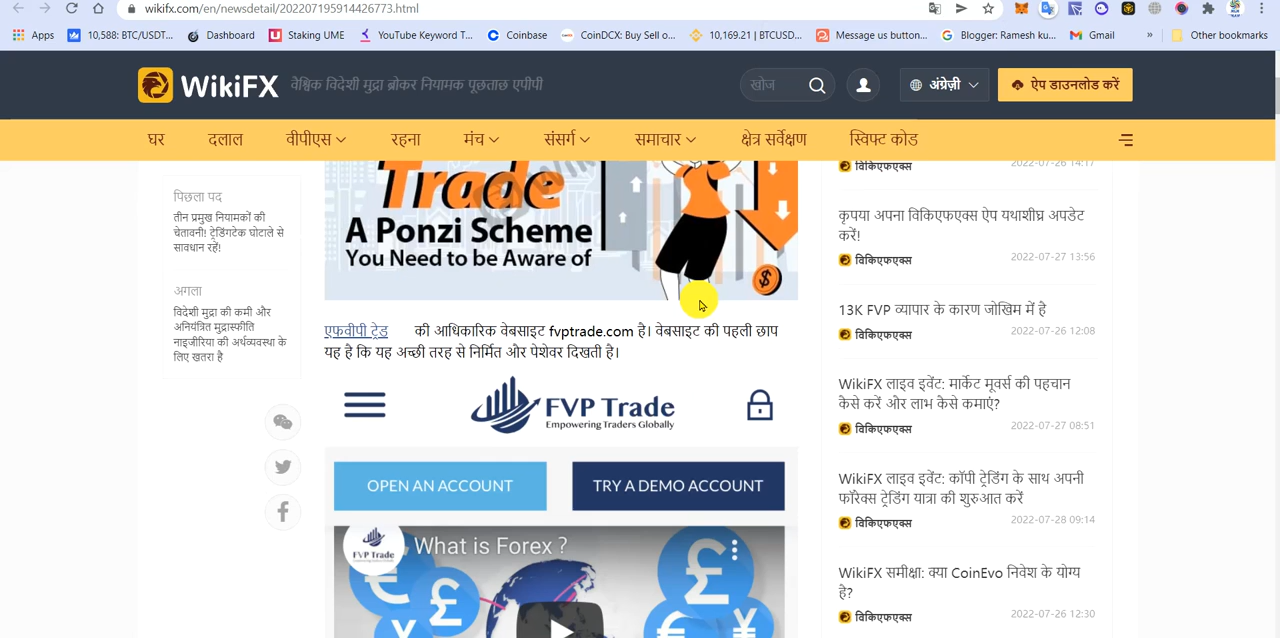 wikifx.com/en/newsdetail/202207195914426773.html
Apps
10,588: BTC/USDT...
Dashboard
Staking UME
YouTube Keyword T...
Coinbase
CoinDCX: Buy Sell o...
10,169.21 | BTCUSD...
Message us button...
Blogger: Ramesh ku...
Gmail
»
Other bookmarks
WikiFX
वैश्विक विदेशी मुद्रा ब्रोकर नियामक पूछताछ एपीपी
खोज
अंग्रेज़ी
ऐप डाउनलोड करें
घर
दलाल
वीपीएस
रहना
मंच
संसर्ग
समाचार
क्षेत्र सर्वेक्षण
स्विफ्ट कोड
पिछला पद
तीन प्रमुख नियामकों की
चेतावनी! ट्रेडिंगटेक घोटाले से
सावधान रहें!
अगला
विदेशी मुद्रा की कमी और
अनियंत्रित मुद्रास्फीति
नाइजीरिया की अर्थव्यवस्था के
लिए खतरा है
Trade
A Ponzi Scheme
You Need to be Aware of
एफवीपी ट्रेड की आधिकारिक वेबसाइट fvptrade.com है। वेबसाइट की पहली छाप
यह है कि यह अच्छी तरह से निर्मित और पेशेवर दिखती है।
FVP Trade
Empowering Traders Globally
OPEN AN ACCOUNT
TRY A DEMO ACCOUNT
FVP Trade
What is Forex ?
विकिएफएक्स
2022-07-26 14:17
कृपया अपना विकिएफएक्स ऐप यथाशीघ्र अपडेट
करें!
विकिएफएक्स
2022-07-27 13:56
13K FVP व्यापार के कारण जोखिम में है
विकिएफएक्स
2022-07-26 12:08
WikiFX लाइव इवेंट: मार्केट मूवर्स की पहचान
कैसे करें और लाभ कैसे कमाएं?
विकिएफएक्स
2022-07-27 08:51
WikiFX लाइव इवेंट: कॉपी ट्रेडिंग के साथ अपनी
फॉरेक्स ट्रेडिंग यात्रा की शुरुआत करें
विकिएफएक्स
2022-07-28 09:14
WikiFX समीक्षा: क्या CoinEvo निवेश के योग्य
है?
विकिएफएक्स
2022-07-26 12:30